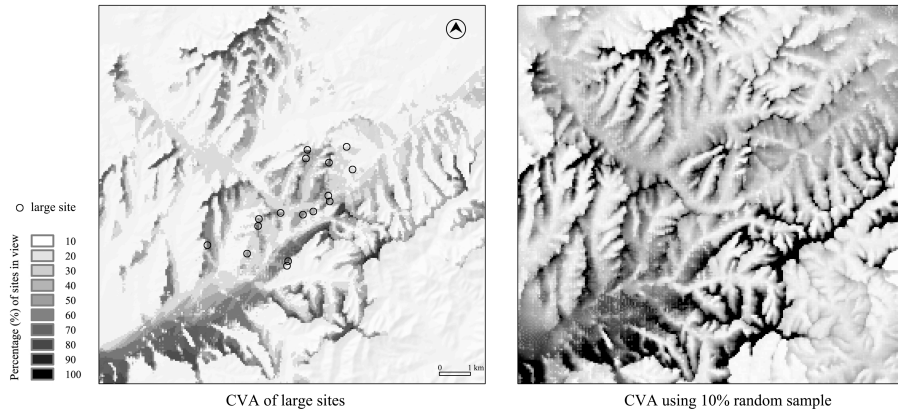 large site
Percentage (%) of sites in view
10
20
30
40
50
60
70
80
90
100
0 1 km
CVA of large sites
CVA using 10% random sample